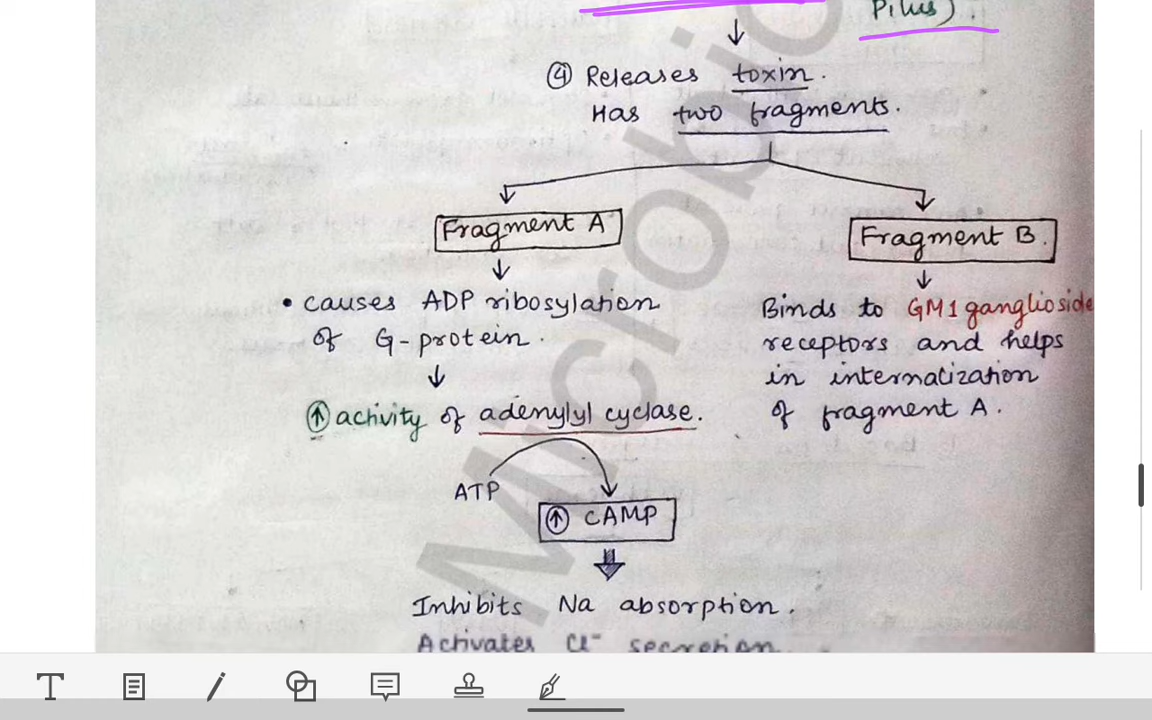 Pilus).
④ Releases toxin.
Has two fragments.
Fragment A
Fragment B.
• causes ADP ribosylation
of G-protein.
↑ activity of adenylyl cyclase.
Binds to GM1 ganglioside
receptors and helps
in internalization
of fragment A.
ATP
↑ CAMP
Inhibits Na absorption.
Activates Cl⁻ secretion.
Microbio
T